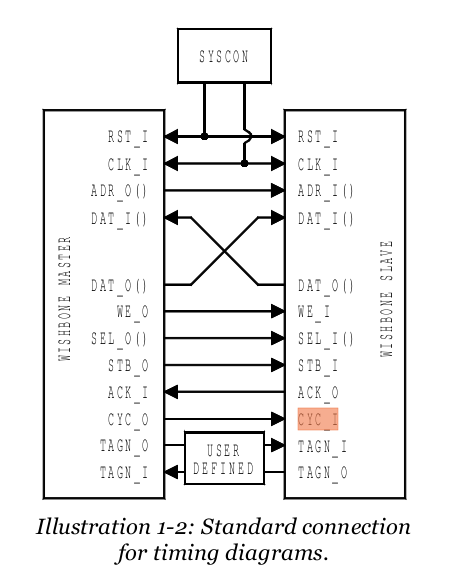 SYSCON
RST_I RST_I
CLK_I CLK_I
ADR_O() ADR_I()
DAT_I() DAT_I()
WISHBONE MASTER
WISHBONE SLAVE
DAT_O() DAT_O()
WE_O WE_I
SEL_O() SEL_I()
STB_O STB_I
ACK_I ACK_O
CYC_O CYC_I
TAGN_O TAGN_I
USER
DEFINED
TAGN_I TAGN_O
Illustration 1-2: Standard connection
for timing diagrams.